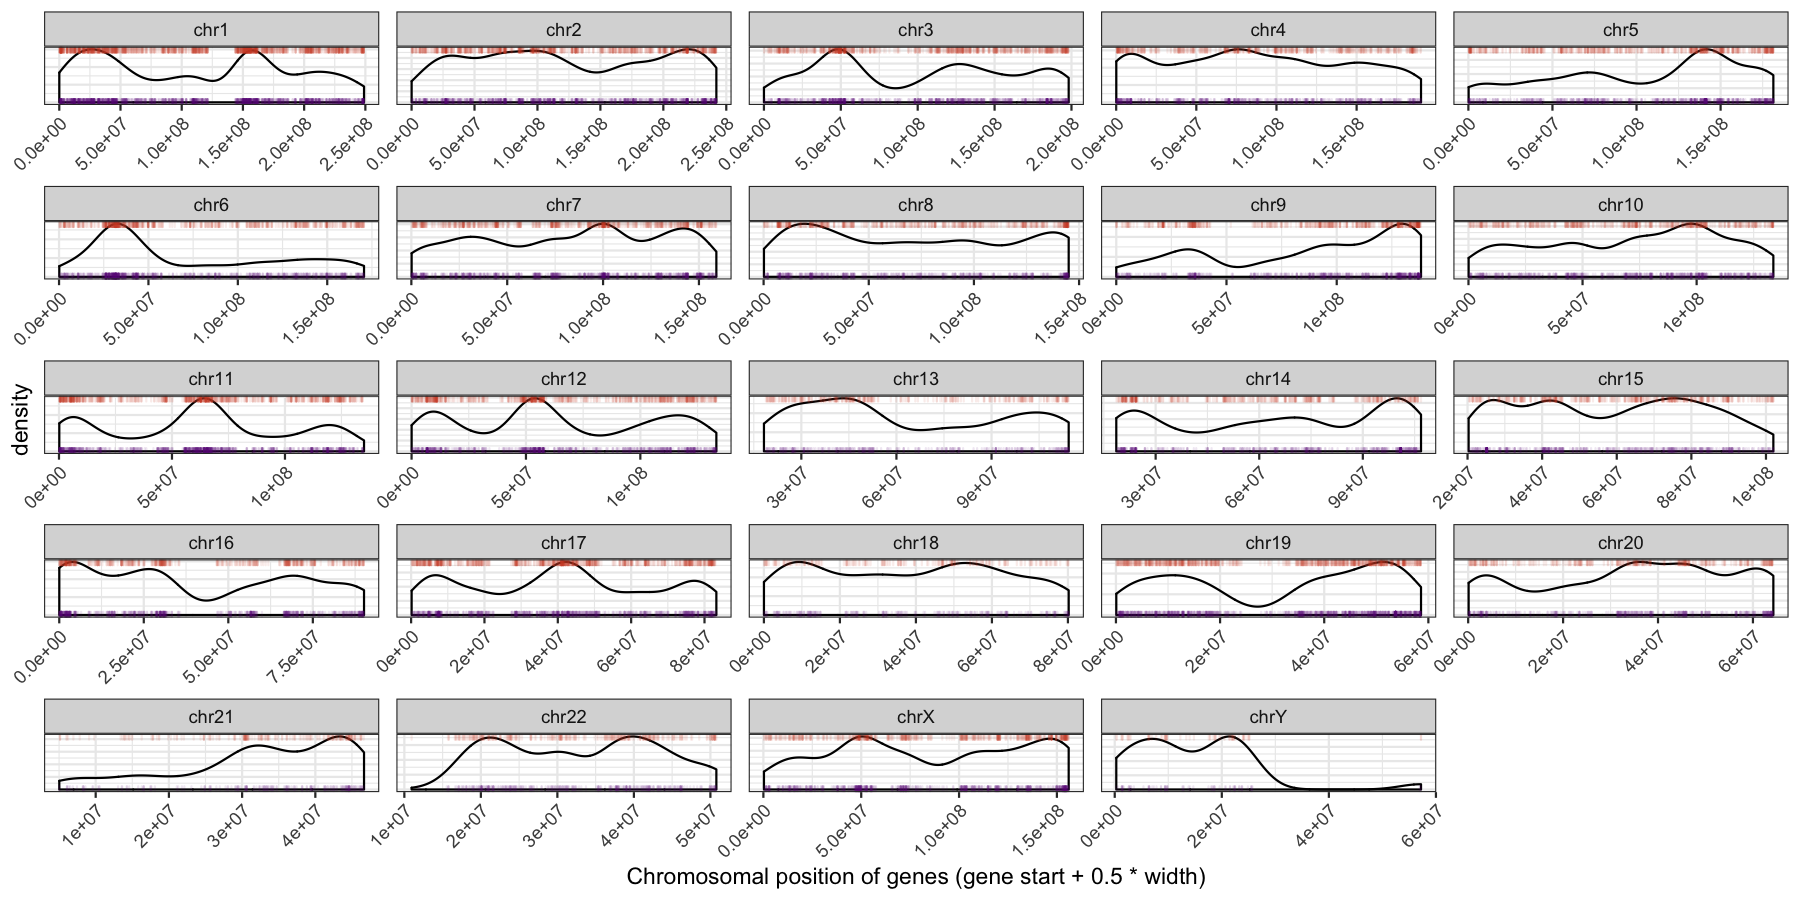 chr1 chr2 chr3 chr4 chr5
0.0e+00 5.0e+07 1.0e+08 1.5e+08 2.0e+08 2.5e+08 0.0e+00 5.0e+07 1.0e+08 1.5e+08 2.0e+08 2.5e+08 0.0e+00 5.0e+07 1.0e+08 1.5e+08 2.0e+08 0.0e+00 5.0e+07 1.0e+08 1.5e+08 0.0e+00 5.0e+07 1.0e+08 1.5e+08
chr6 chr7 chr8 chr9 chr10
0.0e+00 5.0e+07 1.0e+08 1.5e+08 0.0e+00 5.0e+07 1.0e+08 1.5e+08 0.0e+00 5.0e+07 1.0e+08 1.5e+08 0e+00 5e+07 1e+08 0e+00 5e+07 1e+08
density
chr11 chr12 chr13 chr14 chr15
0e+00 5e+07 1e+08 0e+00 5e+07 1e+08 3e+07 6e+07 9e+07 3e+07 6e+07 9e+07 2e+07 4e+07 6e+07 8e+07 1e+08
chr16 chr17 chr18 chr19 chr20
0.0e+00 2.5e+07 5.0e+07 7.5e+07 0e+00 2e+07 4e+07 6e+07 8e+07 0e+00 2e+07 4e+07 6e+07 8e+07 0e+00 2e+07 4e+07 6e+07 0e+00 2e+07 4e+07 6e+07
chr21 chr22 chrX chrY
1e+07 2e+07 3e+07 4e+07 1e+07 2e+07 3e+07 4e+07 5e+07 0.0e+00 5.0e+07 1.0e+08 1.5e+08 0e+00 2e+07 4e+07 6e+07
Chromosomal position of genes (gene start + 0.5 * width)